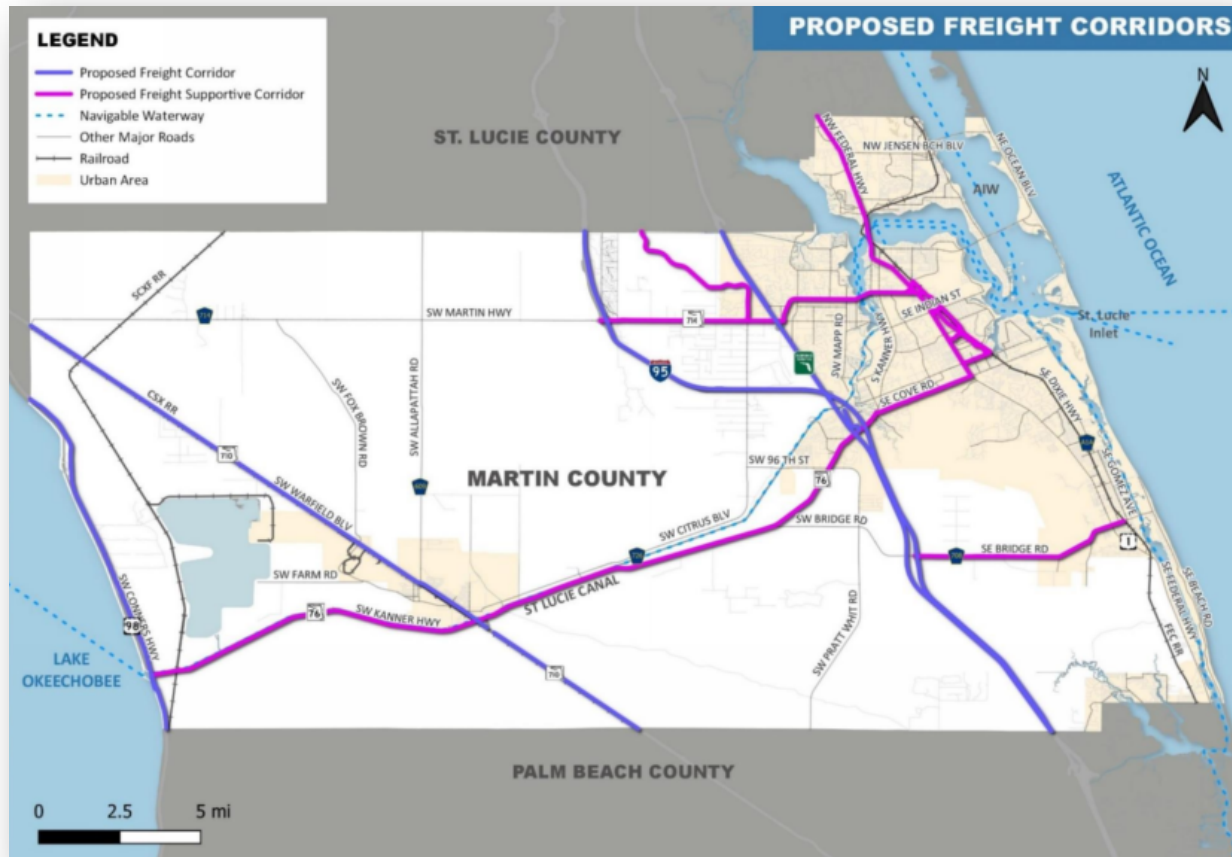 PROPOSED FREIGHT CORRIDORS
LEGEND
Proposed Freight Corridor
Proposed Freight Supportive Corridor
Navigable Waterway
Other Major Roads
Railroad
Urban Area
N
ST. LUCIE COUNTY
NW FEDERAL HWY
NW JENSEN BCH BLV
NE OCEAN BLV
AIW
ATLANTIC OCEAN
SCXF RR
SW MARTIN HWY
714
SE INDIAN ST
St. Lucie
Inlet
SW MAPP RD
S KANNER HWY
95
SE COVE RD
SE DIXIE HWY
CSX RR
710
SW FOX BROWN RD
SW ALLAPATTAH RD
MARTIN COUNTY
SW 96 TH ST
76
SE GOMEZ AVE
SW WARFIELD BLV
SW CITRUS BLV
SW BRIDGE RD
SE BRIDGE RD
1
ST LUCIE CANAL
SW FARM RD
SW KANNER HWY
76
SW CONNERS HWY
98
SW PRATT WHIT RD
SE FEDERAL HWY
SE BEACH RD
FEC RR
LAKE
OKEECHOBEE
710
PALM BEACH COUNTY
0 2.5 5 mi